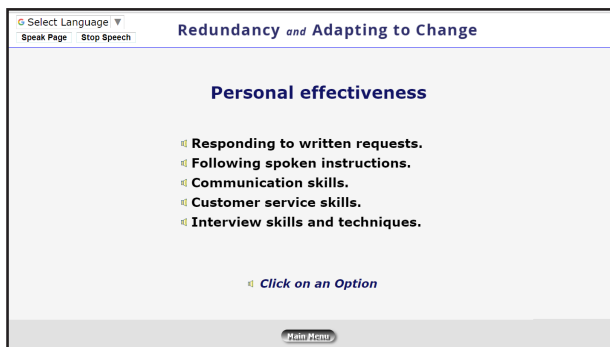 G Select Language ▼
Speak Page Stop Speech
Redundancy and Adapting to Change
Personal effectiveness
Responding to written requests.
Following spoken instructions.
Communication skills.
Customer service skills.
Interview skills and techniques.
Click on an Option
Main Menu